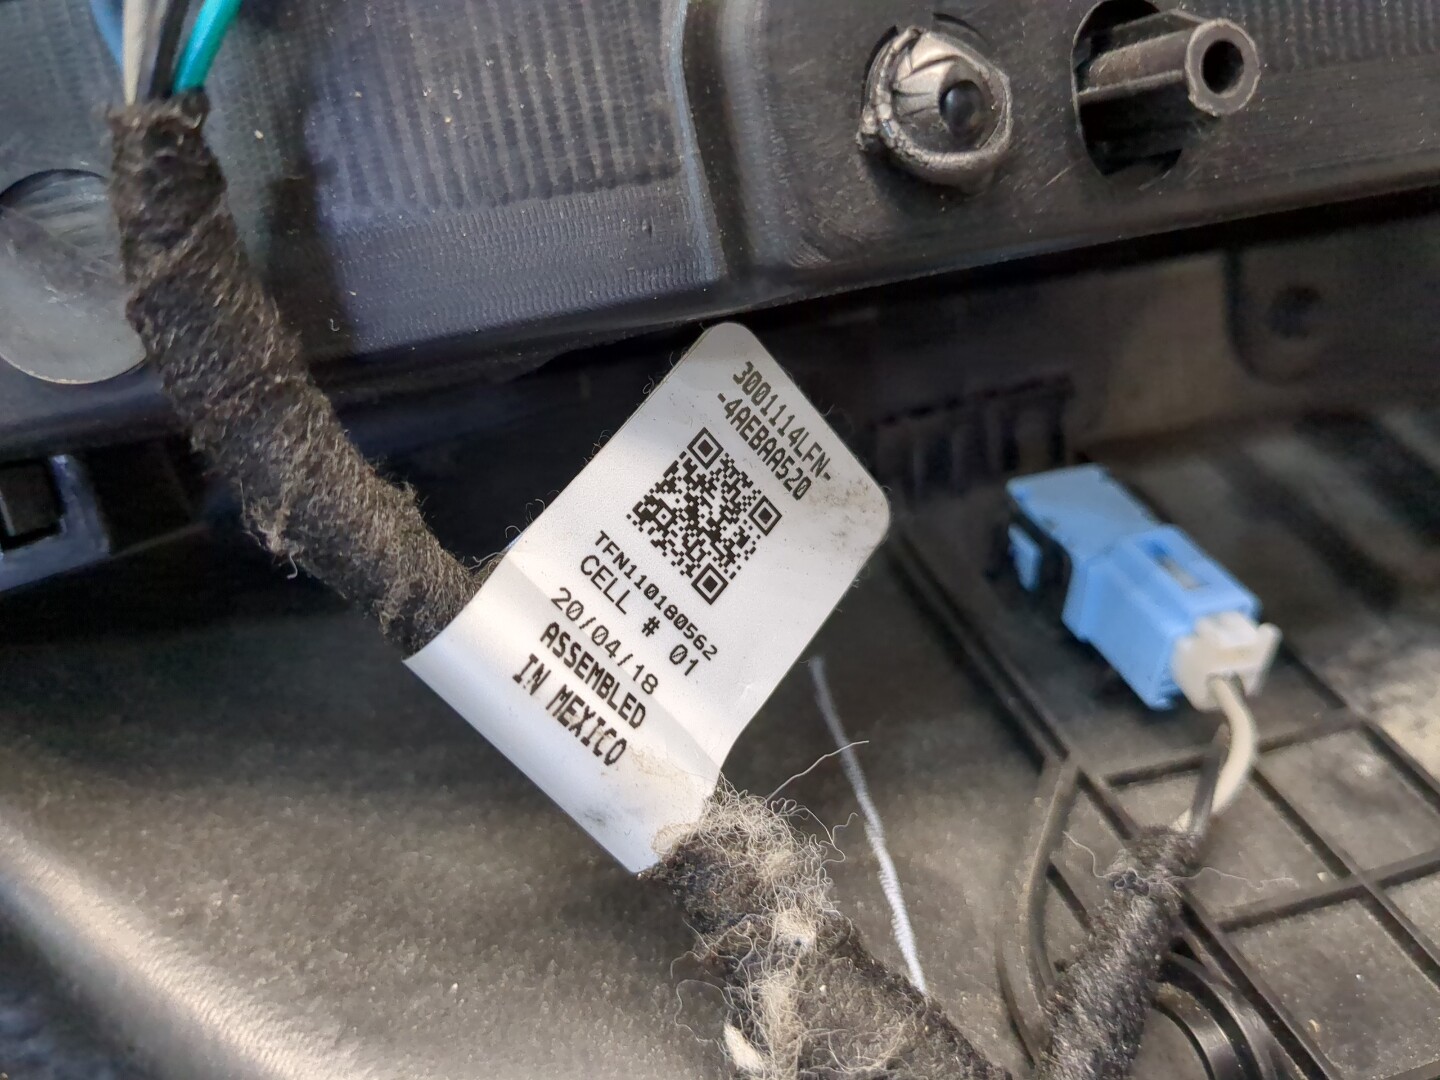 3001114LFN-
-4AEBAA520
TFN110180562
CELL # 01
20/04/18
ASSEMBLED
IN MEXICO